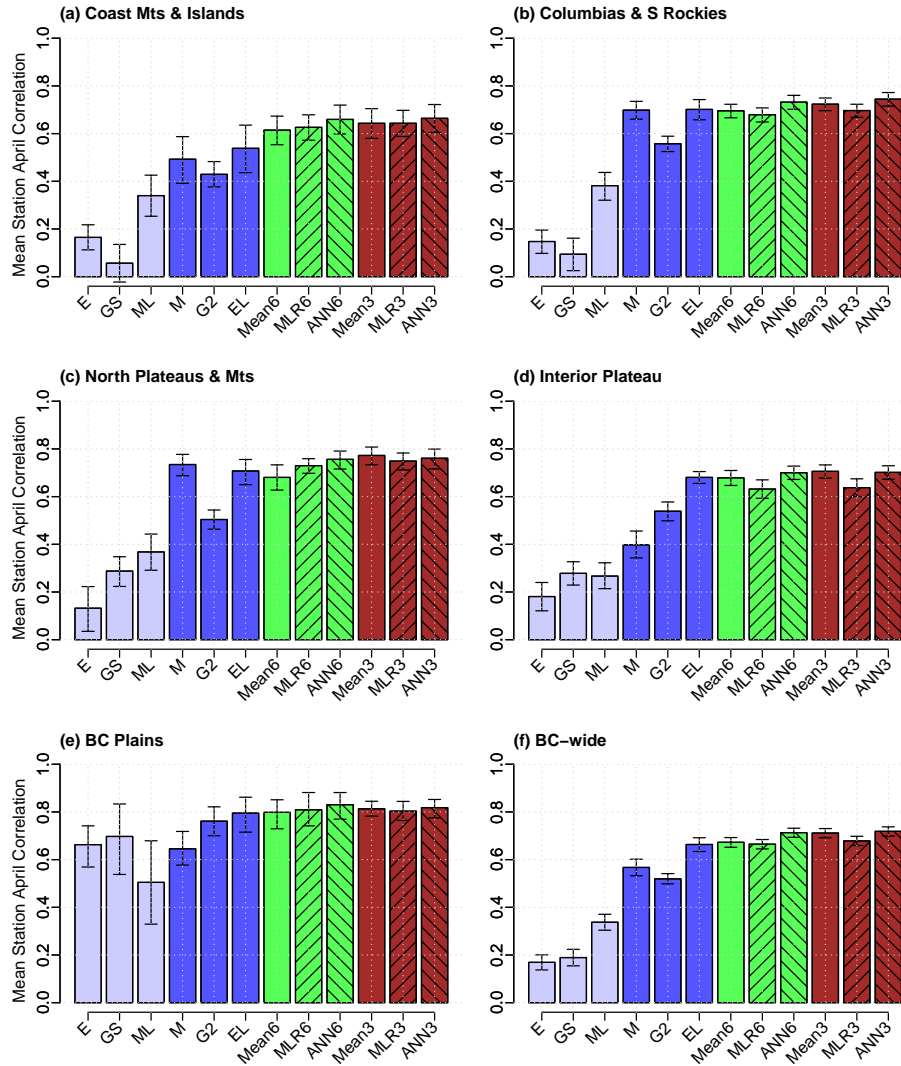 (a) Coast Mts & Islands
Mean Station April Correlation
1.0
0.8
0.6
0.4
0.2
0.0
E GS ML M G2 EL Mean6 MLR6 ANN6 Mean3 MLR3 ANN3
(b) Columbias & S Rockies
1.0
0.8
0.6
0.4
0.2
0.0
E GS ML M G2 EL Mean6 MLR6 ANN6 Mean3 MLR3 ANN3
(c) North Plateaus & Mts
Mean Station April Correlation
1.0
0.8
0.6
0.4
0.2
0.0
E GS ML M G2 EL Mean6 MLR6 ANN6 Mean3 MLR3 ANN3
(d) Interior Plateau
1.0
0.8
0.6
0.4
0.2
0.0
E GS ML M G2 EL Mean6 MLR6 ANN6 Mean3 MLR3 ANN3
(e) BC Plains
Mean Station April Correlation
1.0
0.8
0.6
0.4
0.2
0.0
E GS ML M G2 EL Mean6 MLR6 ANN6 Mean3 MLR3 ANN3
(f) BC−wide
1.0
0.8
0.6
0.4
0.2
0.0
E GS ML M G2 EL Mean6 MLR6 ANN6 Mean3 MLR3 ANN3